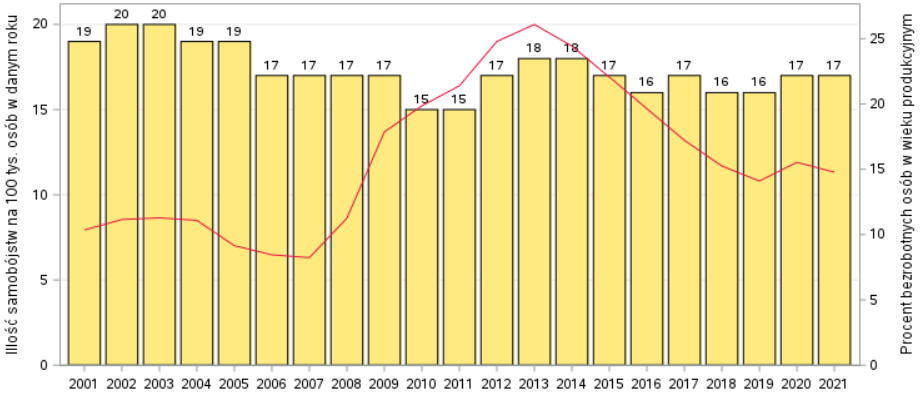 Illość samobójstw na 100 tys. osób w danym roku
20
15
10
5
0
19 20 20 19 19 17 17 17 17 15 15 17 18 18 17 16 17 16 16 17 17
25
20
15
10
5
0
Procent bezrobotnych osób w wieku produkcyjnym
2001 2002 2003 2004 2005 2006 2007 2008 2009 2010 2011 2012 2013 2014 2015 2016 2017 2018 2019 2020 2021